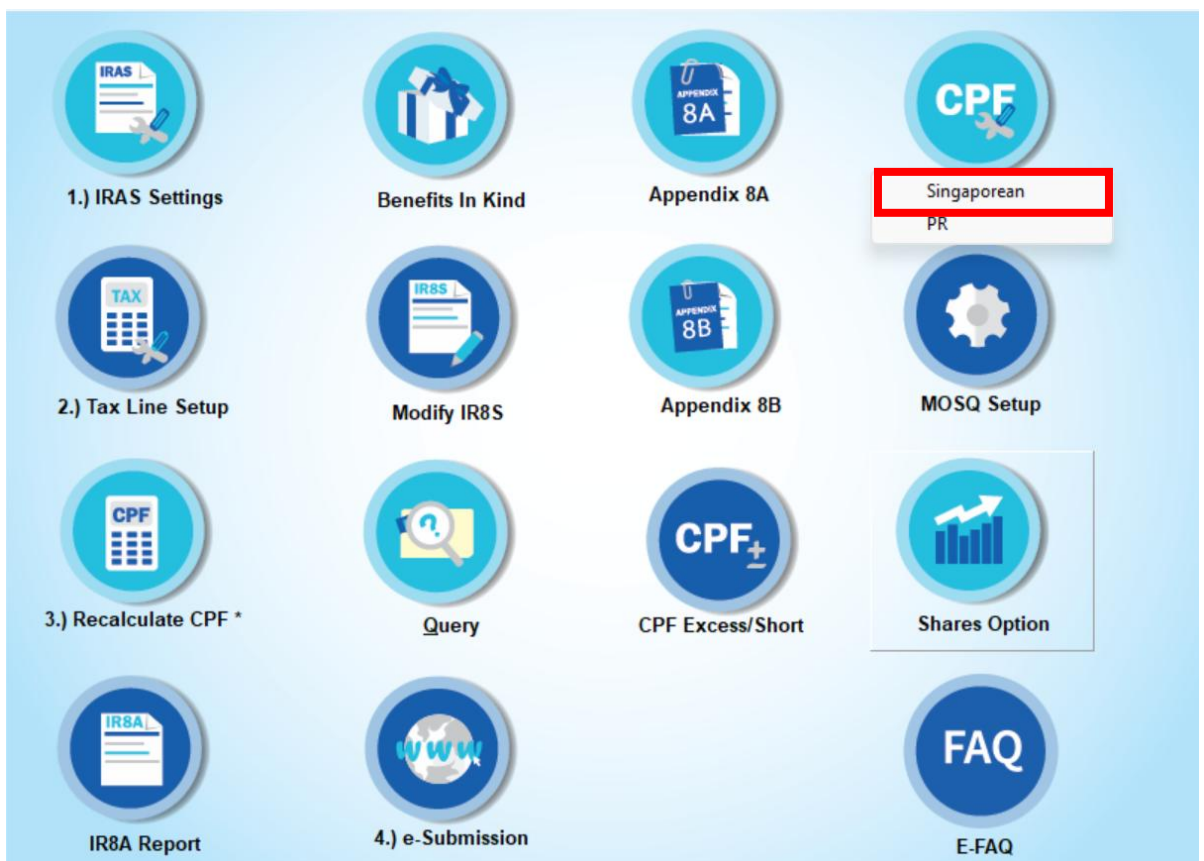 IRAS
APPENDIX
8A
CPF
1.) IRAS Settings
Benefits In Kind
Appendix 8A
Singaporean
PR
TAX
IR8S
APPENDIX
8B
2.) Tax Line Setup
Modify IR8S
Appendix 8B
MOSQ Setup
CPF
?
CPF±
3.) Recalculate CPF *
Query
CPF Excess/Short
Shares Option
IR8A
www
FAQ
IR8A Report
4.) e-Submission
E-FAQ